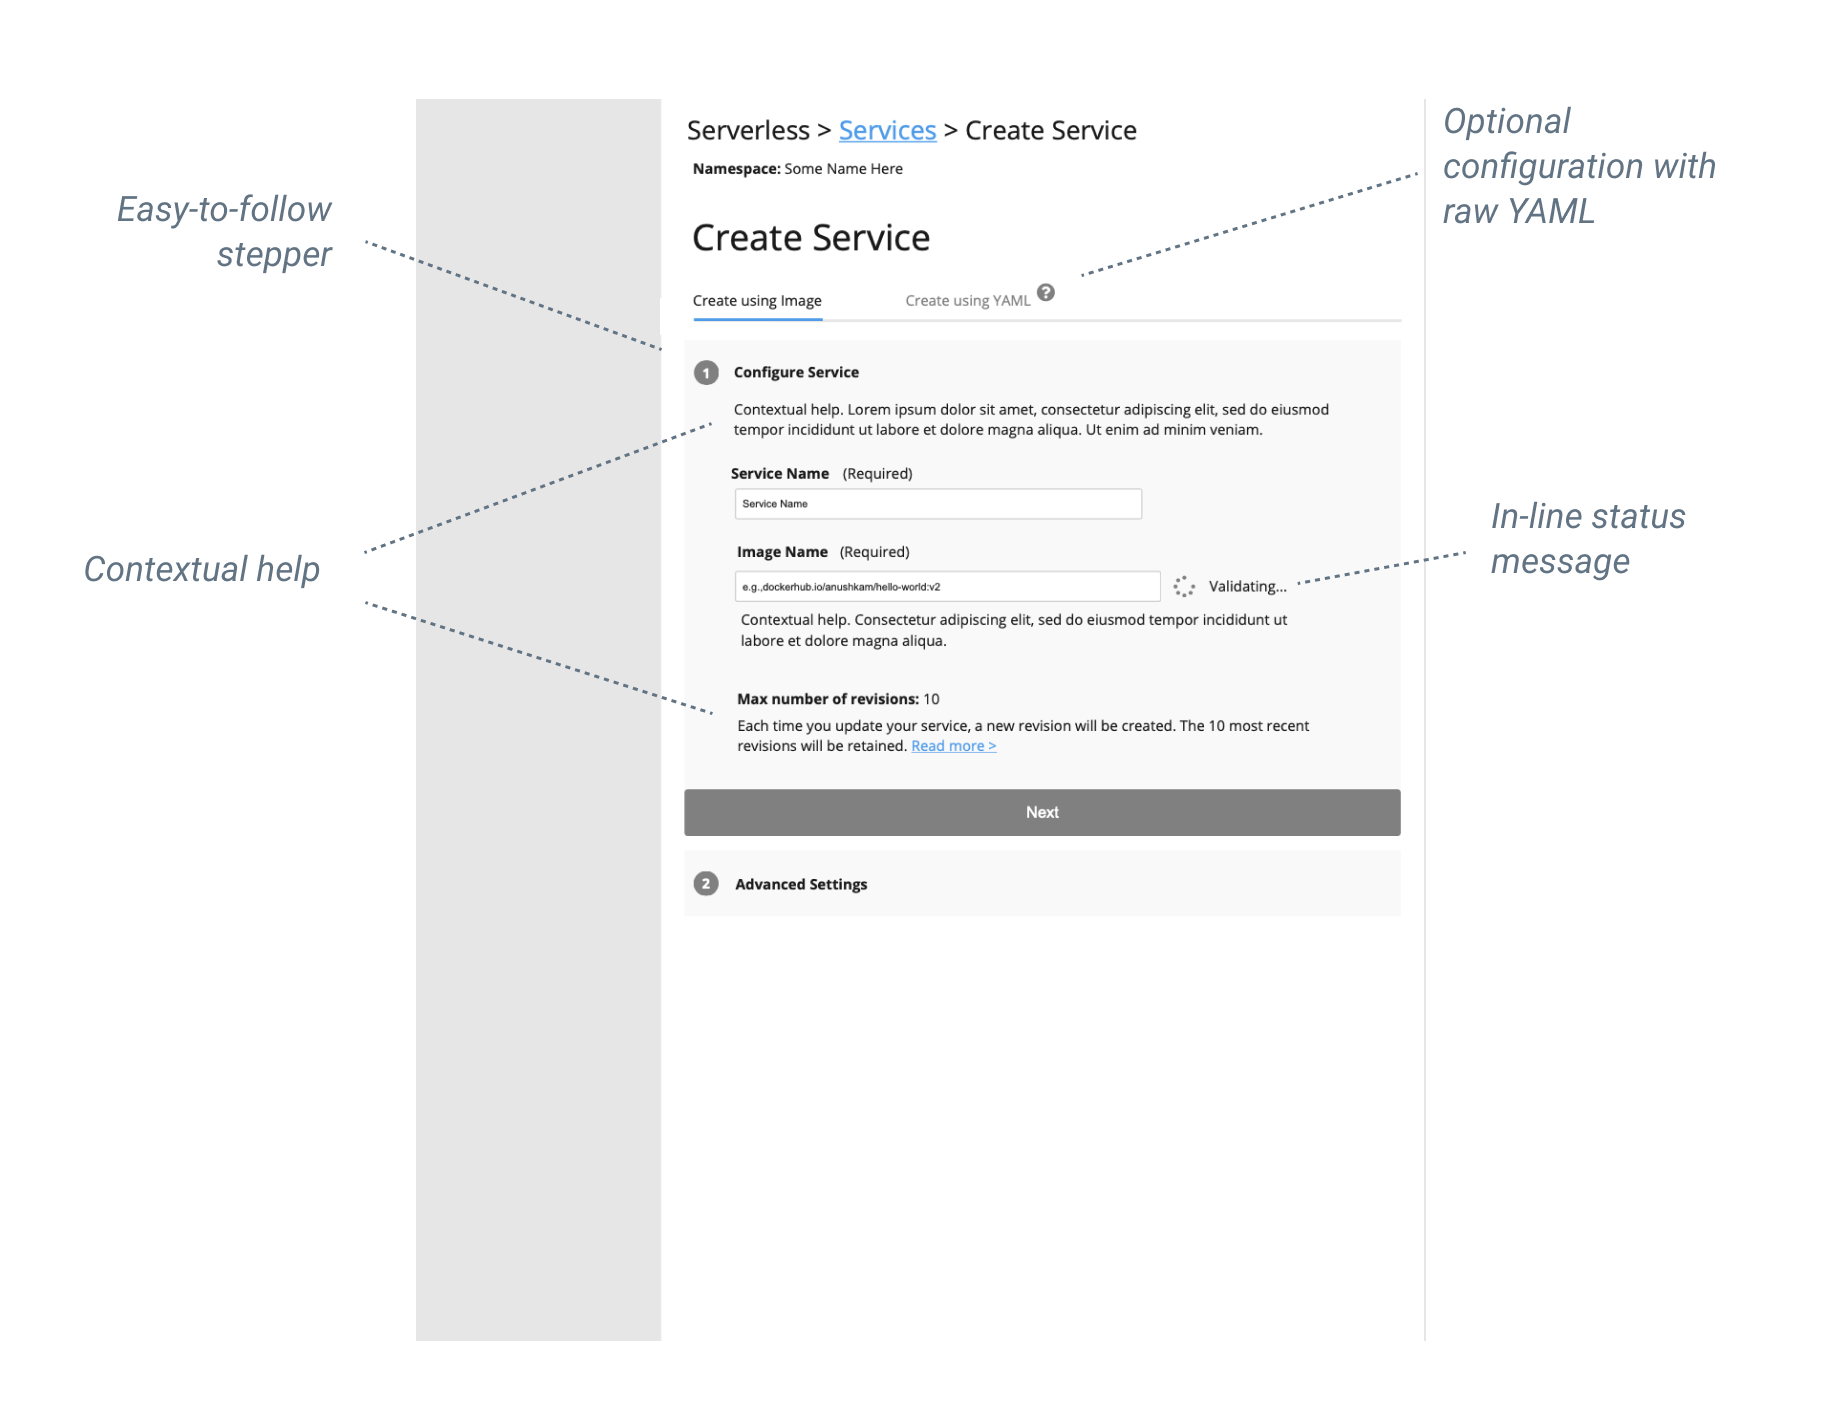 Serverless > Services > Create Service
Namespace: Some Name Here
Optional
configuration with
raw YAML
Easy-to-follow
stepper
Create Service
Create using Image
Create using YAML ?
1 Configure Service
Contextual help. Lorem ipsum dolor sit amet, consectetur adipiscing elit, sed do eiusmod
tempor incididunt ut labore et dolore magna aliqua. Ut enim ad minim veniam.
Service Name (Required)
Service Name
Contextual help
Image Name (Required)
e.g.,dockerhub.io/anushkam/hello-world:v2
Validating...
In-line status
message
Contextual help. Consectetur adipiscing elit, sed do eiusmod tempor incididunt ut
labore et dolore magna aliqua.
Max number of revisions: 10
Each time you update your service, a new revision will be created. The 10 most recent
revisions will be retained. Read more >
Next
2 Advanced Settings